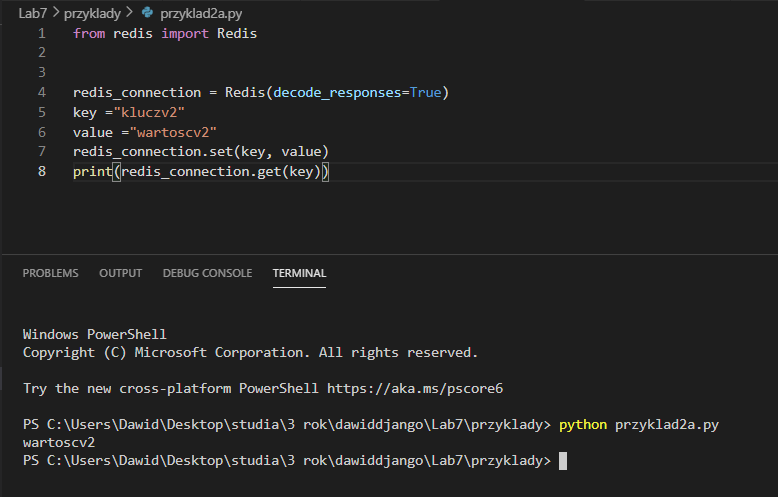 Lab7 > przyklady > przyklad2a.py
1 from redis import Redis
2
3
4 redis_connection = Redis(decode_responses=True)
5 key ="kluczv2"
6 value ="wartoscv2"
7 redis_connection.set(key, value)
8 print(redis_connection.get(key))
PROBLEMS OUTPUT DEBUG CONSOLE TERMINAL
Windows PowerShell
Copyright (C) Microsoft Corporation. All rights reserved.
Try the new cross-platform PowerShell https://aka.ms/pscore6
PS C:\Users\Dawid\Desktop\studia\3 rok\dawiddjango\Lab7\przyklady> python przyklad2a.py
wartoscv2
PS C:\Users\Dawid\Desktop\studia\3 rok\dawiddjango\Lab7\przyklady>